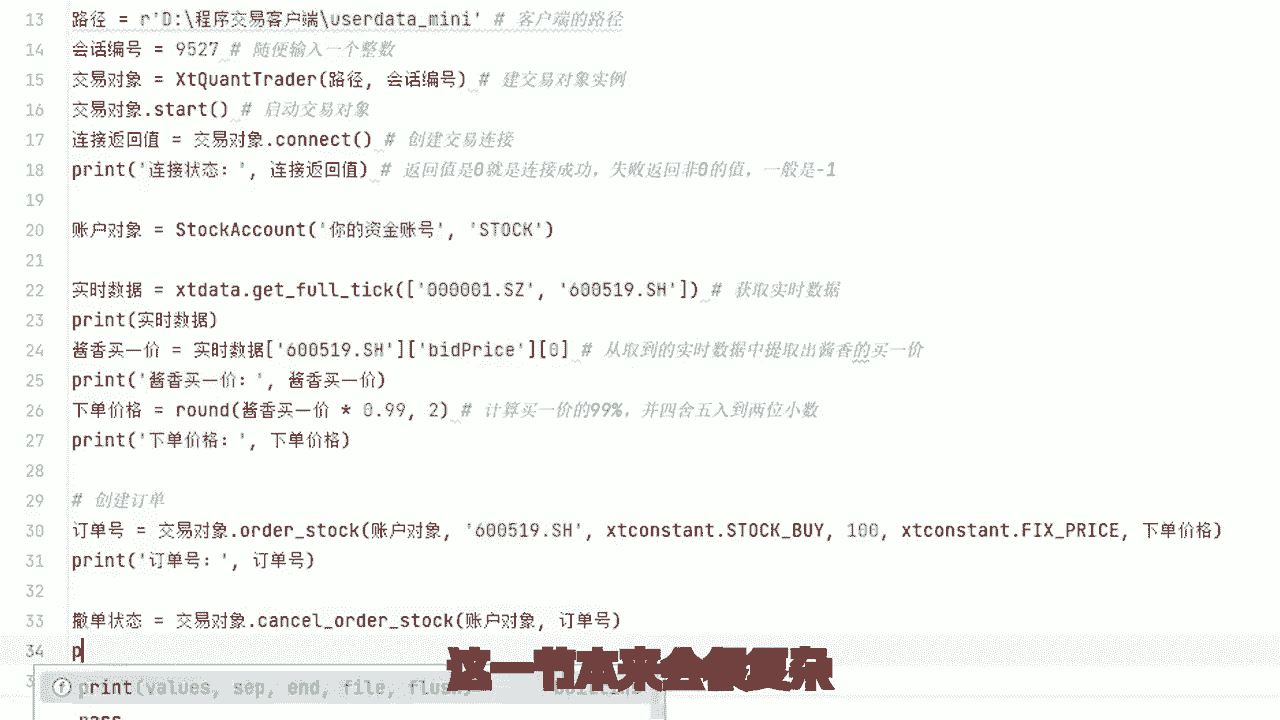 13 路径 = r'D:\程序交易客户端\userdata_mini' # 客户端的路径
14 会话编号 = 9527 # 随便输入一个整数
15 交易对象 = XtQuantTrader(路径, 会话编号) # 建交易对象实例
16 交易对象.start() # 启动交易对象
17 连接返回值 = 交易对象.connect() # 创建交易连接
18 print('连接状态：', 连接返回值) # 返回值是0就是连接成功，失败返回非0的值，一般是-1
19
20 账户对象 = StockAccount('你的资金账号', 'STOCK')
21
22 实时数据 = xtdata.get_full_tick(['000001.SZ', '600519.SH']) # 获取实时数据
23 print(实时数据)
24 酱香买一价 = 实时数据['600519.SH']['bidPrice'][0] # 从取到的实时数据中提取出酱香的买一价
25 print('酱香买一价：', 酱香买一价)
26 下单价格 = round(酱香买一价 * 0.99, 2) # 计算买一价的99%，并四舍五入到两位小数
27 print('下单价格：', 下单价格)
28
29 # 创建订单
30 订单号 = 交易对象.order_stock(账户对象, '600519.SH', xtconstant.STOCK_BUY, 100, xtconstant.FIX_PRICE, 下单价格)
31 print('订单号：', 订单号)
32
33 撤单状态 = 交易对象.cancel_order_stock(账户对象, 订单号)
34 p
这一节本来会很复杂
print(values, sep, end, file, flush)